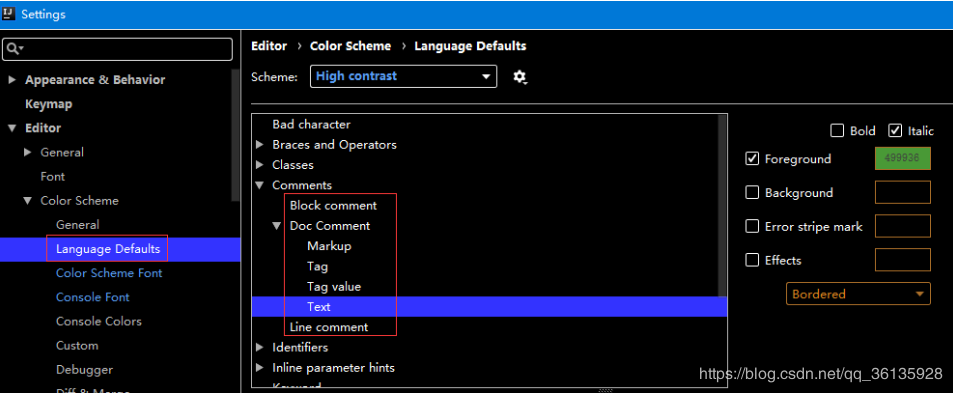 Settings
Appearance & Behavior
Keymap
Editor
General
Font
Color Scheme
General
Language Defaults
Color Scheme Font
Console Font
Console Colors
Custom
Debugger
Diff & Merge
Editor › Color Scheme › Language Defaults
Scheme: High contrast
Bad character
Braces and Operators
Classes
Comments
Block comment
Doc Comment
Markup
Tag
Tag value
Text
Line comment
Identifiers
Inline parameter hints
Keyword
Bold Italic
Foreground 499936
Background
Error stripe mark
Effects
Bordered
https://blog.csdn.net/qq_36135928